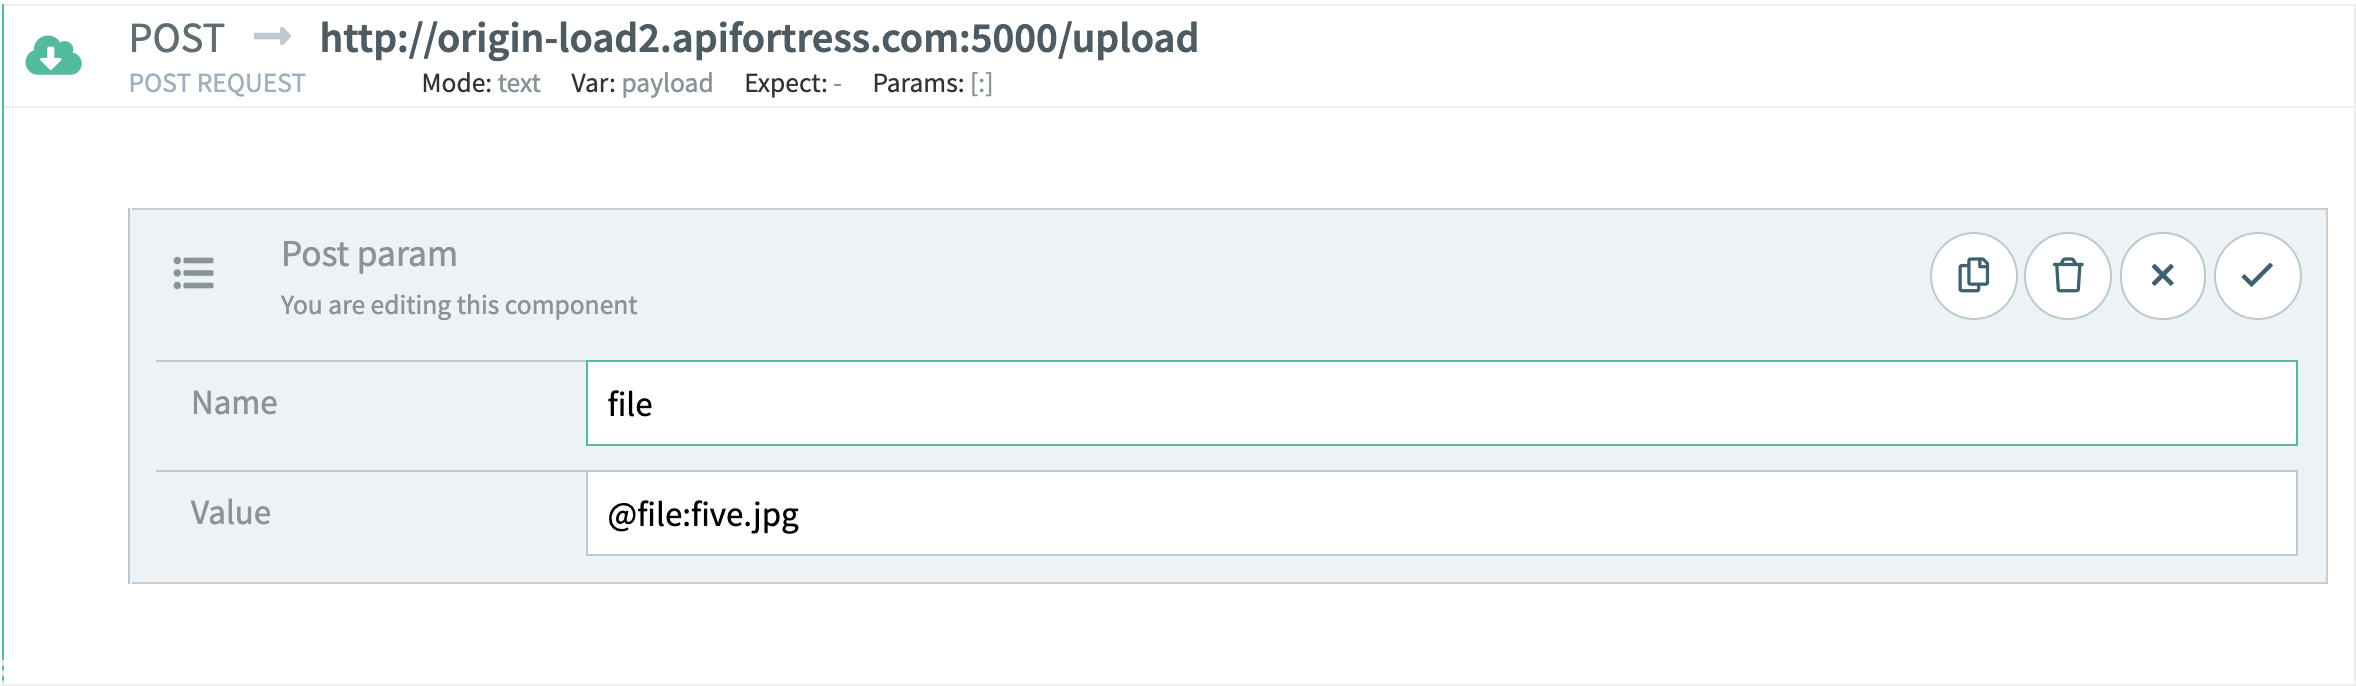 POST → http://origin-load2.apifortress.com:5000/upload
POST REQUEST Mode: text Var: payload Expect: - Params: [:]
Post param
You are editing this component
Name file
Value @file:five.jpg